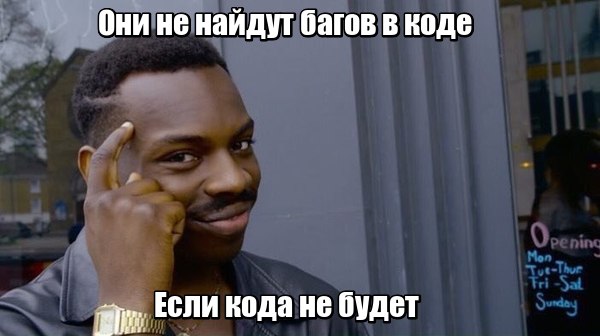 Они не найдут багов в коде
Opening
Mon
Tue-Thur
Fri -Sat
Sunday
Если кода не будет